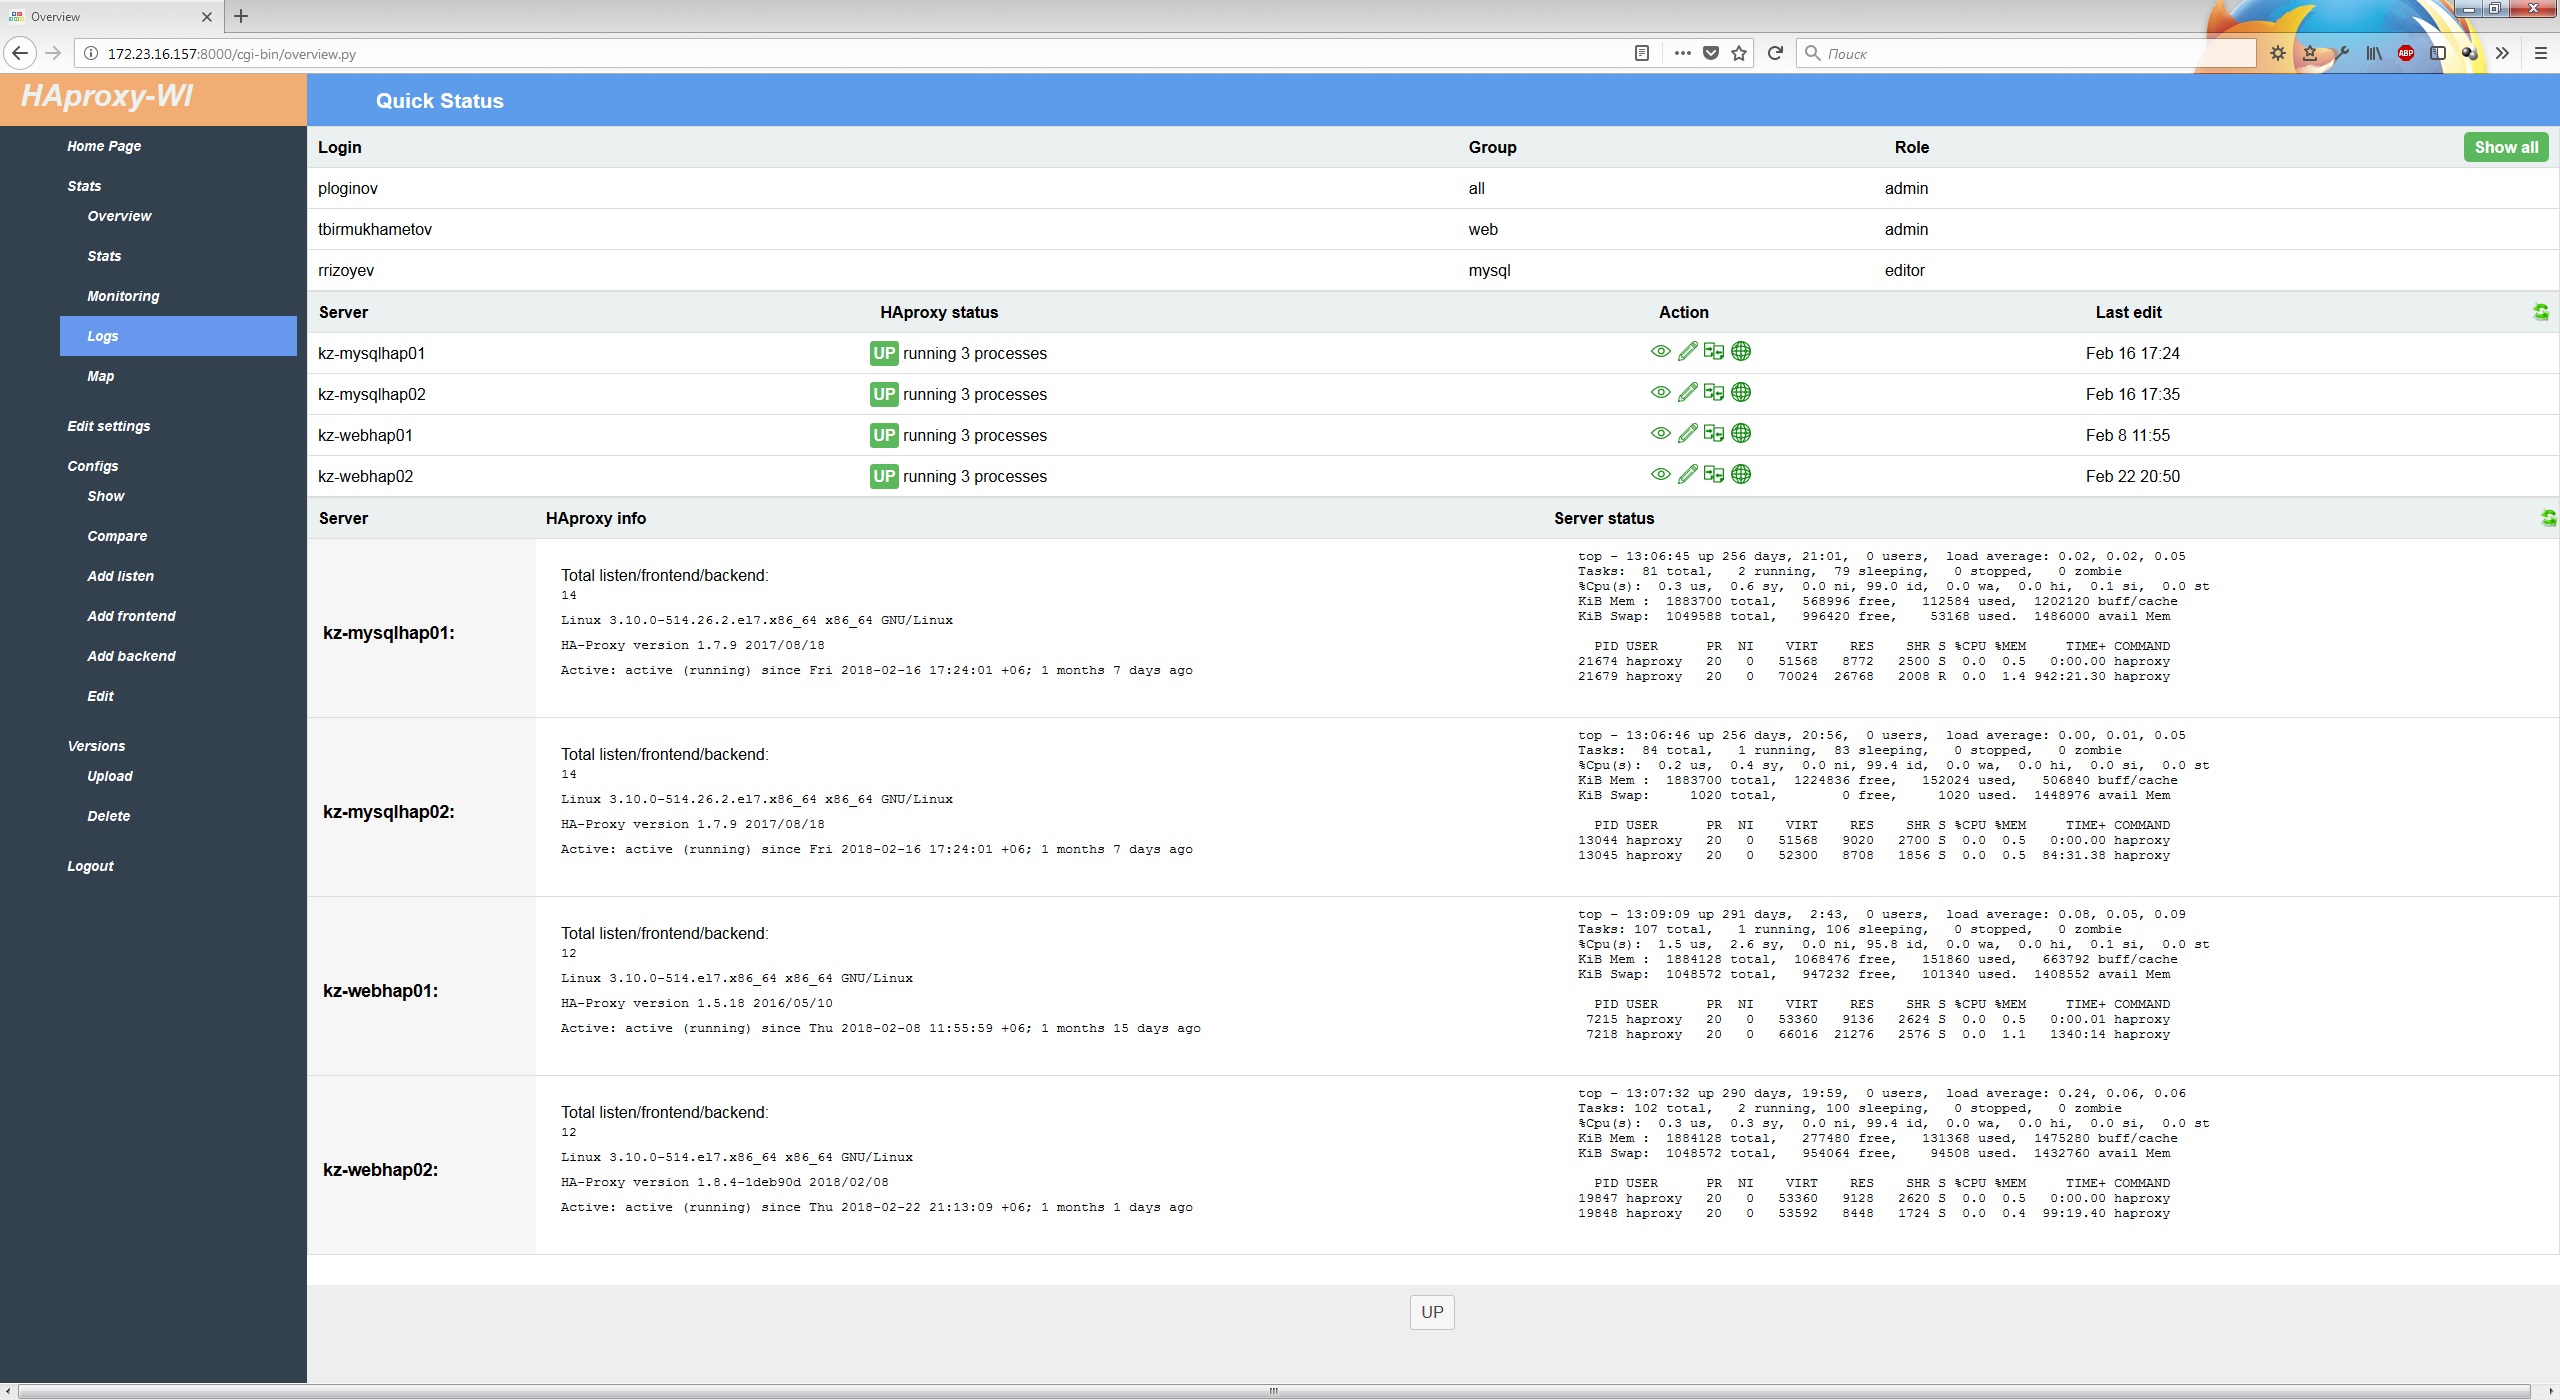 Overview
172.23.16.157:8000/cgi-bin/overview.py
Поиск
ABP
HAproxy-WI
Quick Status
Home Page
Stats
Overview
Stats
Monitoring
Logs
Map
Edit settings
Configs
Show
Compare
Add listen
Add frontend
Add backend
Edit
Versions
Upload
Delete
Logout
Login Group Role Show all
ploginov all admin
tbirmukhametov web admin
rrizoyev mysql editor
Server HAproxy status Action Last edit
kz-mysqlhap01 UP running 3 processes Feb 16 17:24
kz-mysqlhap02 UP running 3 processes Feb 16 17:35
kz-webhap01 UP running 3 processes Feb 8 11:55
kz-webhap02 UP running 3 processes Feb 22 20:50
Server HAproxy info Server status
kz-mysqlhap01:
Total listen/frontend/backend:
14
Linux 3.10.0-514.26.2.el7.x86_64 x86_64 GNU/Linux
HA-Proxy version 1.7.9 2017/08/18
Active: active (running) since Fri 2018-02-16 17:24:01 +06; 1 months 7 days ago
top - 13:06:45 up 256 days, 21:01, 0 users, load average: 0.02, 0.02, 0.05
Tasks: 81 total, 2 running, 79 sleeping, 0 stopped, 0 zombie
%Cpu(s): 0.3 us, 0.6 sy, 0.0 ni, 99.0 id, 0.0 wa, 0.0 hi, 0.1 si, 0.0 st
KiB Mem : 1883700 total, 568996 free, 112584 used, 1202120 buff/cache
KiB Swap: 1049588 total, 996420 free, 53168 used. 1486000 avail Mem
PID USER PR NI VIRT RES SHR S %CPU %MEM TIME+ COMMAND
21674 haproxy 20 0 51568 8772 2500 S 0.0 0.5 0:00.00 haproxy
21679 haproxy 20 0 70024 26768 2008 R 0.0 1.4 942:21.30 haproxy
kz-mysqlhap02:
Total listen/frontend/backend:
14
Linux 3.10.0-514.26.2.el7.x86_64 x86_64 GNU/Linux
HA-Proxy version 1.7.9 2017/08/18
Active: active (running) since Fri 2018-02-16 17:24:01 +06; 1 months 7 days ago
top - 13:06:46 up 256 days, 20:56, 0 users, load average: 0.00, 0.01, 0.05
Tasks: 84 total, 1 running, 83 sleeping, 0 stopped, 0 zombie
%Cpu(s): 0.2 us, 0.4 sy, 0.0 ni, 99.4 id, 0.0 wa, 0.0 hi, 0.0 si, 0.0 st
KiB Mem : 1883700 total, 1224836 free, 152024 used, 506840 buff/cache
KiB Swap: 1020 total, 0 free, 1020 used. 1448976 avail Mem
PID USER PR NI VIRT RES SHR S %CPU %MEM TIME+ COMMAND
13044 haproxy 20 0 51568 9020 2700 S 0.0 0.5 0:00.00 haproxy
13045 haproxy 20 0 52300 8708 1856 S 0.0 0.5 84:31.38 haproxy
kz-webhap01:
Total listen/frontend/backend:
12
Linux 3.10.0-514.el7.x86_64 x86_64 GNU/Linux
HA-Proxy version 1.5.18 2016/05/10
Active: active (running) since Thu 2018-02-08 11:55:59 +06; 1 months 15 days ago
top - 13:09:09 up 291 days, 2:43, 0 users, load average: 0.08, 0.05, 0.09
Tasks: 107 total, 1 running, 106 sleeping, 0 stopped, 0 zombie
%Cpu(s): 1.5 us, 2.6 sy, 0.0 ni, 95.8 id, 0.0 wa, 0.0 hi, 0.1 si, 0.0 st
KiB Mem : 1884128 total, 1068476 free, 151860 used, 663792 buff/cache
KiB Swap: 1048572 total, 947232 free, 101340 used. 1408552 avail Mem
PID USER PR NI VIRT RES SHR S %CPU %MEM TIME+ COMMAND
7215 haproxy 20 0 53360 9136 2624 S 0.0 0.5 0:00.01 haproxy
7218 haproxy 20 0 66016 21276 2576 S 0.0 1.1 1340:14 haproxy
kz-webhap02:
Total listen/frontend/backend:
12
Linux 3.10.0-514.el7.x86_64 x86_64 GNU/Linux
HA-Proxy version 1.8.4-1deb90d 2018/02/08
Active: active (running) since Thu 2018-02-22 21:13:09 +06; 1 months 1 days ago
top - 13:07:32 up 290 days, 19:59, 0 users, load average: 0.24, 0.06, 0.06
Tasks: 102 total, 2 running, 100 sleeping, 0 stopped, 0 zombie
%Cpu(s): 0.3 us, 0.3 sy, 0.0 ni, 99.4 id, 0.0 wa, 0.0 hi, 0.0 si, 0.0 st
KiB Mem : 1884128 total, 277480 free, 131368 used, 1475280 buff/cache
KiB Swap: 1048572 total, 954064 free, 94508 used. 1432760 avail Mem
PID USER PR NI VIRT RES SHR S %CPU %MEM TIME+ COMMAND
19847 haproxy 20 0 53360 9128 2620 S 0.0 0.5 0:00.00 haproxy
19848 haproxy 20 0 53592 8448 1724 S 0.0 0.4 99:19.40 haproxy
UP